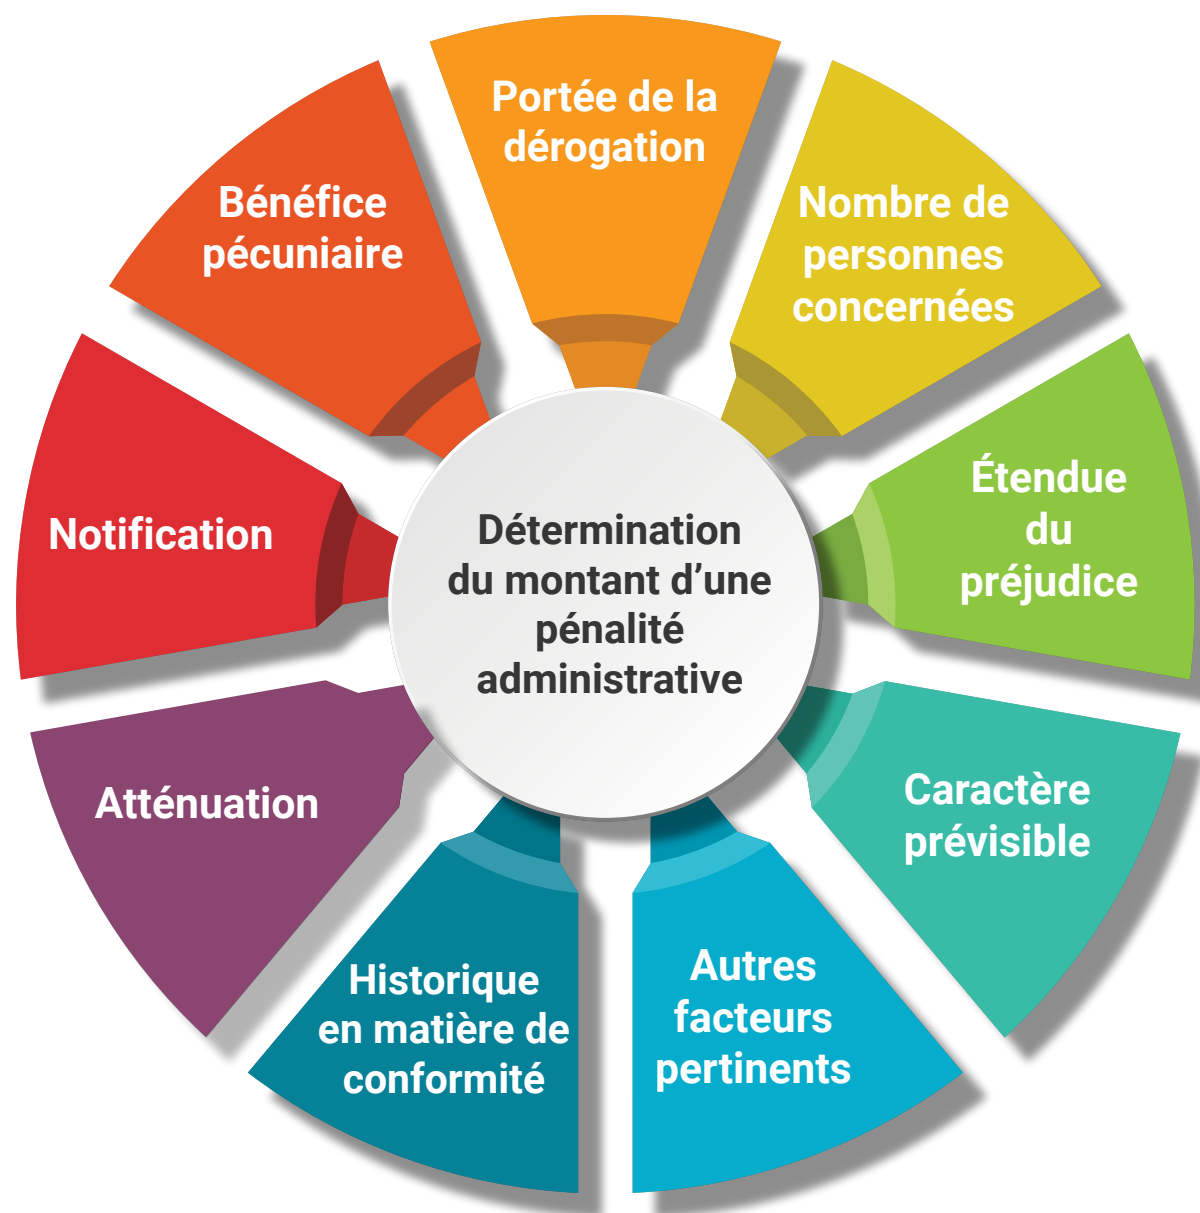 Portée de la
dérogation
Nombre de
personnes
concernées
Étendue
du
préjudice
Caractère
prévisible
Autres
facteurs
pertinents
Historique
en matière de
conformité
Atténuation
Notification
Bénéfice
pécuniaire
Détermination
du montant d’une
pénalité
administrative